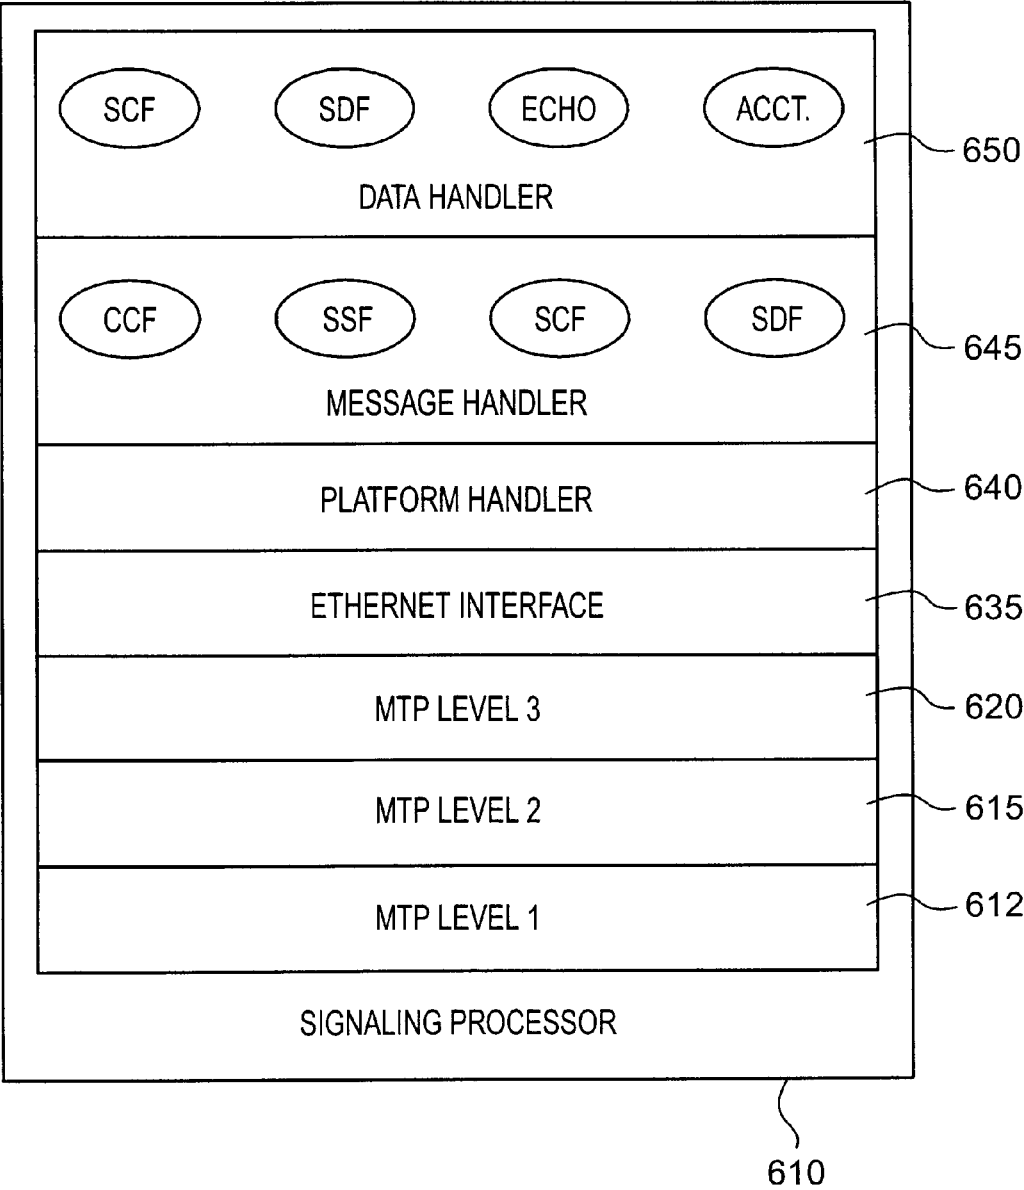 SCF SDF ECHO ACCT.
650
DATA HANDLER
CCF SSF SCF SDF
645
MESSAGE HANDLER
PLATFORM HANDLER 640
ETHERNET INTERFACE 635
MTP LEVEL 3 620
MTP LEVEL 2 615
MTP LEVEL 1 612
SIGNALING PROCESSOR
610